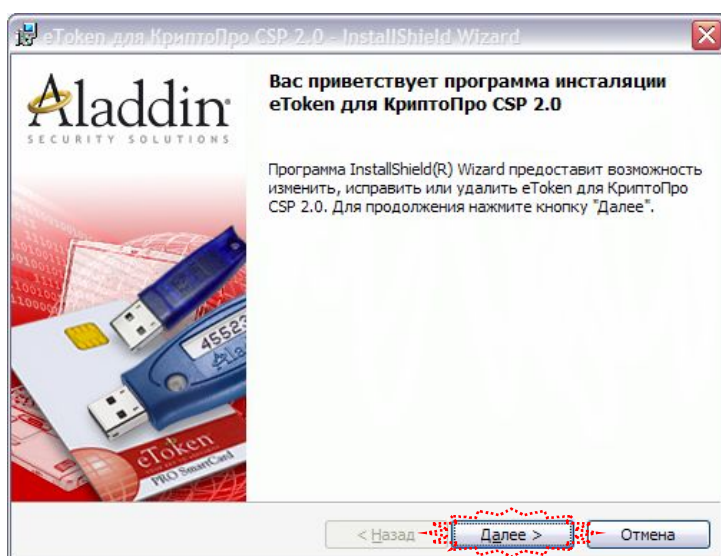 eToken для КриптоПро CSP 2.0 - InstallShield Wizard
Aladdin
SECURITY SOLUTIONS
Вас приветствует программа инсталяции
eToken для КриптоПро CSP 2.0
Программа InstallShield(R) Wizard предоставит возможность
изменить, исправить или удалить eToken для КриптоПро
CSP 2.0. Для продолжения нажмите кнопку "Далее".
45523
Ala
eToken
PRO SmartCard
< Назад
Далее >
Отмена